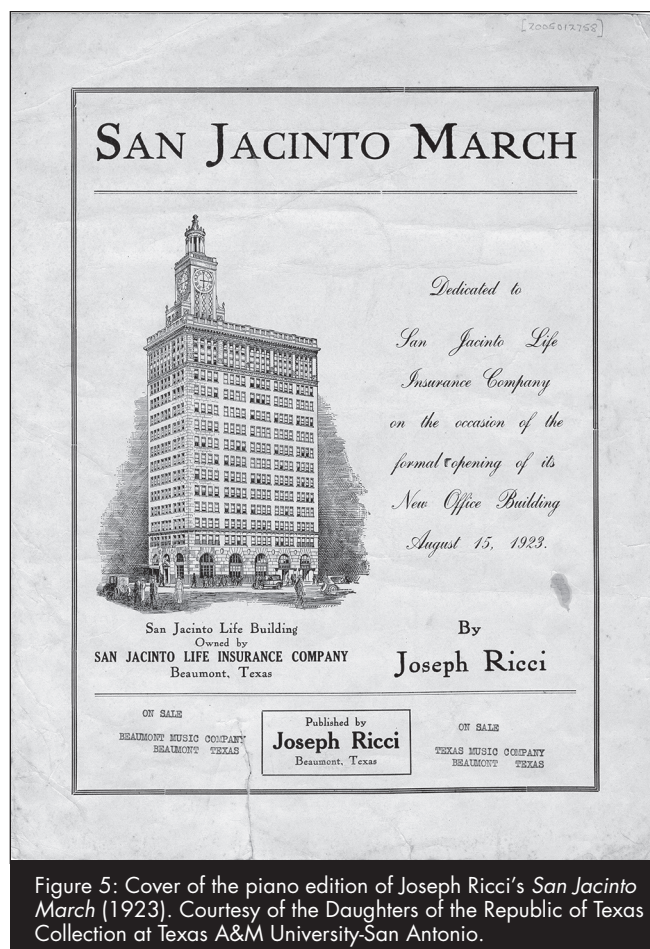 [2005012258]
SAN JACINTO MARCH
Dedicated to
San Jacinto Life
Insurance Company
on the occasion of the
formal opening of its
New Office Building
August 15, 1923.
San Jacinto Life Building
Owned by
SAN JACINTO LIFE INSURANCE COMPANY
Beaumont, Texas
By
Joseph Ricci
ON SALE
BEAUMONT MUSIC COMPANY
BEAUMONT TEXAS
Published by
Joseph Ricci
Beaumont, Texas
ON SALE
TEXAS MUSIC COMPANY
BEAUMONT TEXAS
Figure 5: Cover of the piano edition of Joseph Ricci's San Jacinto
March (1923). Courtesy of the Daughters of the Republic of Texas
Collection at Texas A&M University-San Antonio.